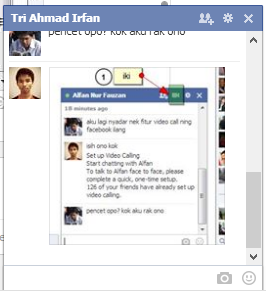 Tri Ahmad Irfan
pencet opo? kok aku rak ono
1
iki
Alfan Nur Fauzan
18 minutes ago
aku lagi nyadar nek fitur video call nng
facebook ilang
isih ono kok
Set up Video Calling
Start chatting with Alfan
To talk to Alfan face to face, please
complete a quick, one-time setup.
126 of your friends have already set up
video calling.
pencet opo? kok aku rak ono